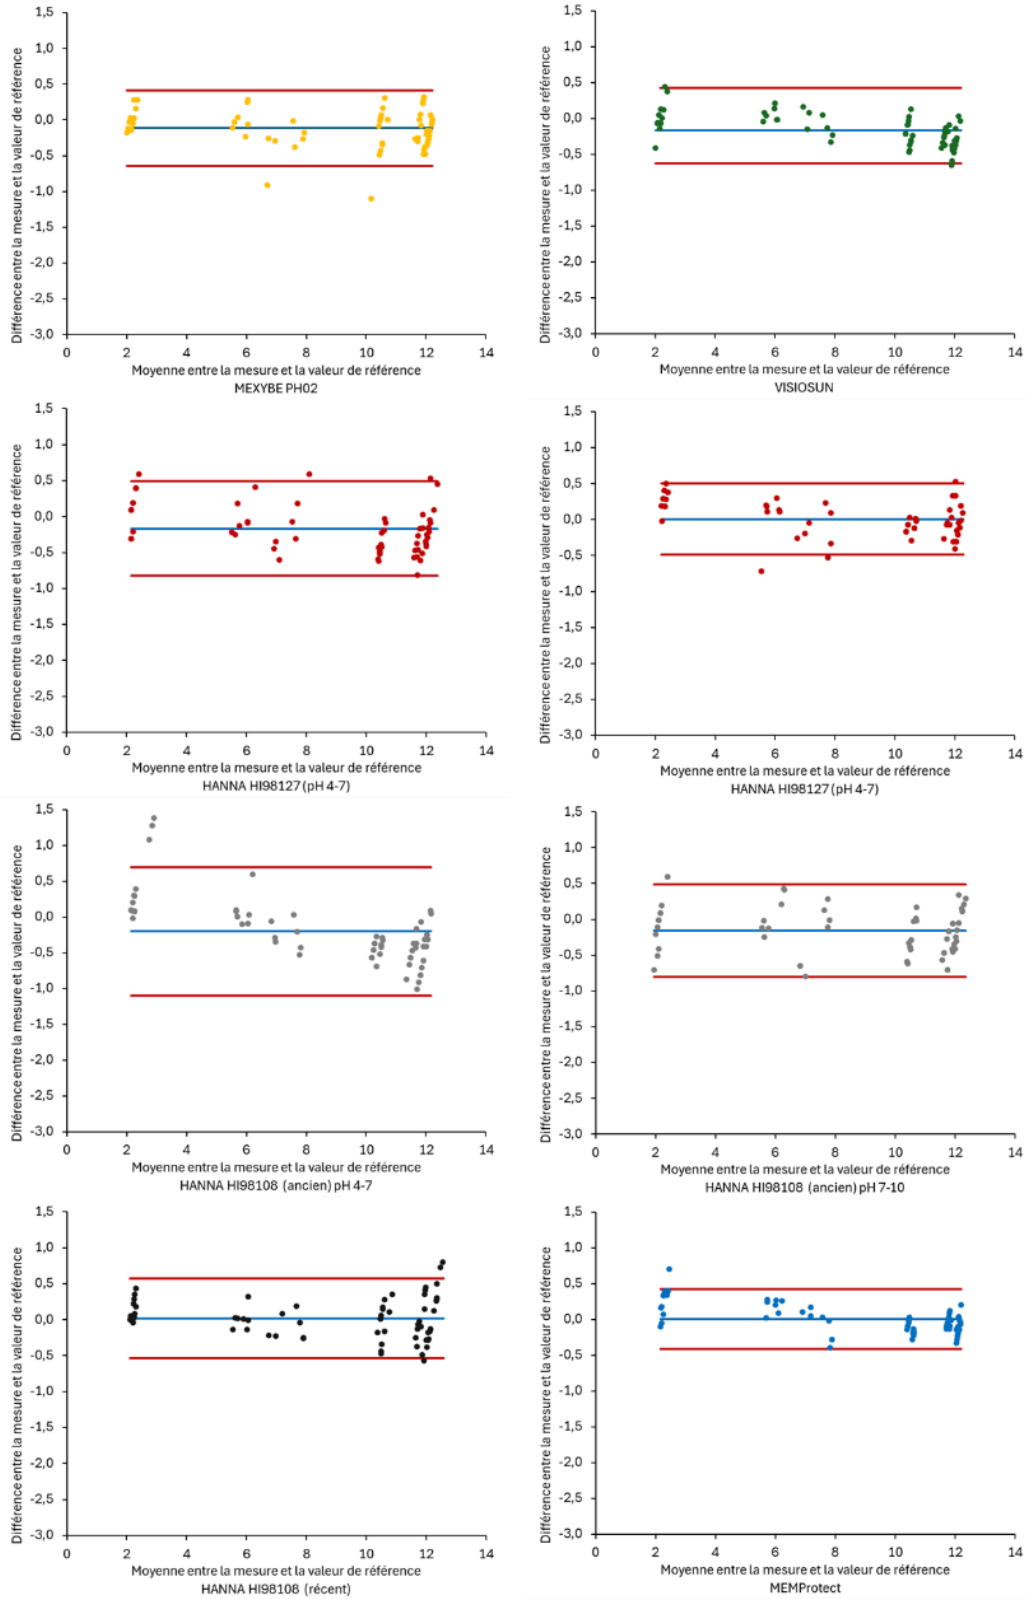 Différence entre la mesure et la valeur de référence
1,5
1,0
0,5
0,0
-0,5
-1,0
-1,5
-2,0
-2,5
-3,0
0 2 4 6 8 10 12 14
Moyenne entre la mesure et la valeur de référence
MEXYBE PH02
Différence entre la mesure et la valeur de référence
1,5
1,0
0,5
0,0
-0,5
-1,0
-1,5
-2,0
-2,5
-3,0
0 2 4 6 8 10 12 14
Moyenne entre la mesure et la valeur de référence
VISIOSUN
Différence entre la mesure et la valeur de référence
1,5
1,0
0,5
0,0
-0,5
-1,0
-1,5
-2,0
-2,5
-3,0
0 2 4 6 8 10 12 14
Moyenne entre la mesure et la valeur de référence
HANNA HI98127 (pH 4-7)
Différence entre la mesure et la valeur de référence
1,5
1,0
0,5
0,0
-0,5
-1,0
-1,5
-2,0
-2,5
-3,0
0 2 4 6 8 10 12 14
Moyenne entre la mesure et la valeur de référence
HANNA HI98127 (pH 4-7)
Différence entre la mesure et la valeur de référence
1,5
1,0
0,5
0,0
-0,5
-1,0
-1,5
-2,0
-2,5
-3,0
0 2 4 6 8 10 12 14
Moyenne entre la mesure et la valeur de référence
HANNA HI98108 (ancien) pH 4-7
Différence entre la mesure et la valeur de référence
1,5
1,0
0,5
0,0
-0,5
-1,0
-1,5
-2,0
-2,5
-3,0
0 2 4 6 8 10 12 14
Moyenne entre la mesure et la valeur de référence
HANNA HI98108 (ancien) pH 7-10
Différence entre la mesure et la valeur de référence
1,5
1,0
0,5
0,0
-0,5
-1,0
-1,5
-2,0
-2,5
-3,0
0 2 4 6 8 10 12 14
Moyenne entre la mesure et la valeur de référence
HANNA HI98108 (récent)
Différence entre la mesure et la valeur de référence
1,5
1,0
0,5
0,0
-0,5
-1,0
-1,5
-2,0
-2,5
-3,0
0 2 4 6 8 10 12 14
Moyenne entre la mesure et la valeur de référence
MEMProtect